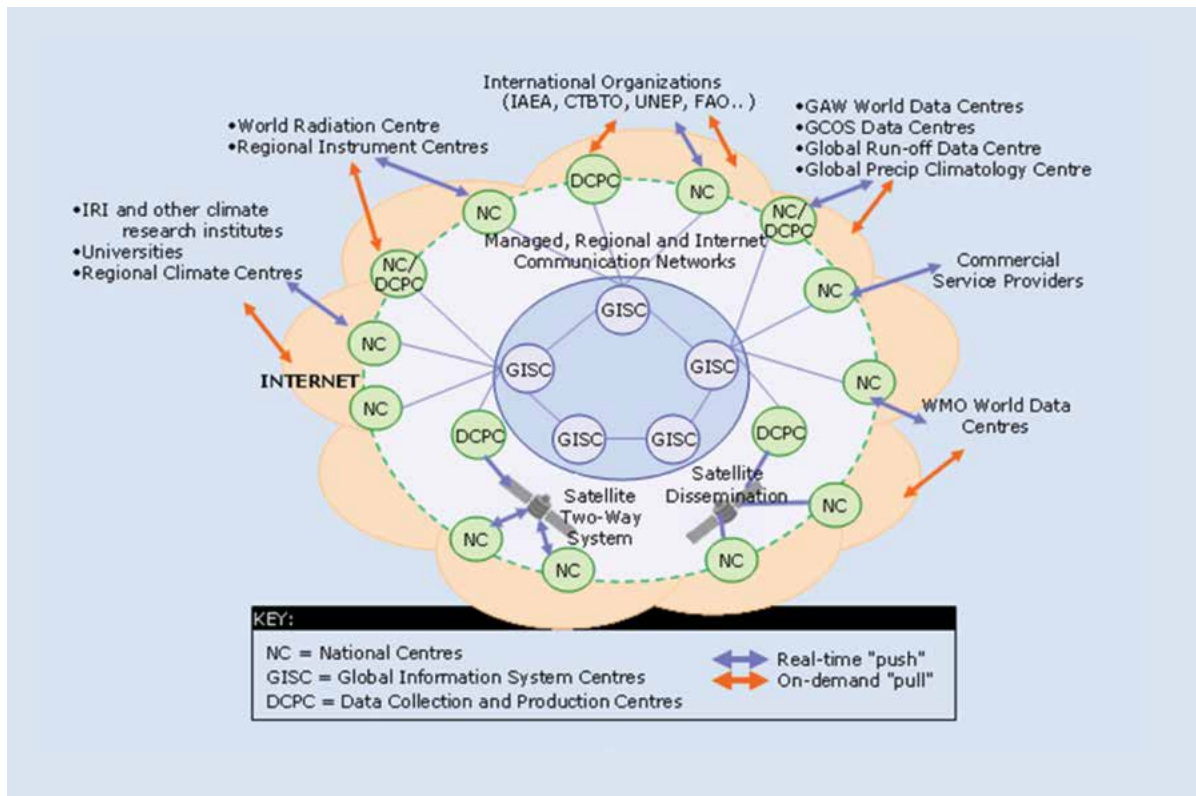 International Organizations
(IAEA, CTBTO, UNEP, FAO..)
•World Radiation Centre
•Regional Instrument Centres
•GAW World Data Centres
•GCOS Data Centres
•Global Run-off Data Centre
•Global Precip Climatology Centre
•IRI and other climate
research institutes
•Universities
•Regional Climate Centres
DCPC
NC
NC
NC/
DCPC
Managed, Regional and Internet
Communication Networks
NC/
DCPC
Commercial
Service Providers
NC
GISC
NC
GISC
GISC
INTERNET
NC
NC
WMO World Data
Centres
DCPC
GISC
GISC
DCPC
Satellite
Two-Way
System
Satellite
Dissemination
NC
NC
NC
NC
KEY:
NC = National Centres
GISC = Global Information System Centres
DCPC = Data Collection and Production Centres
Real-time "push"
On-demand "pull"